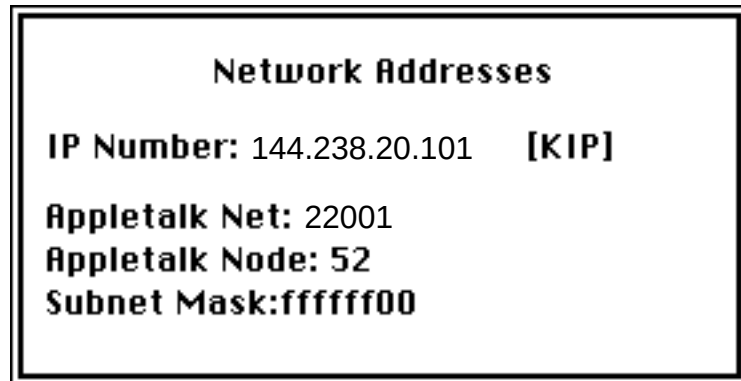 Network Addresses
IP Number: 144.238.20.101 [KIP]
Appletalk Net: 22001
Appletalk Node: 52
Subnet Mask:ffffff00